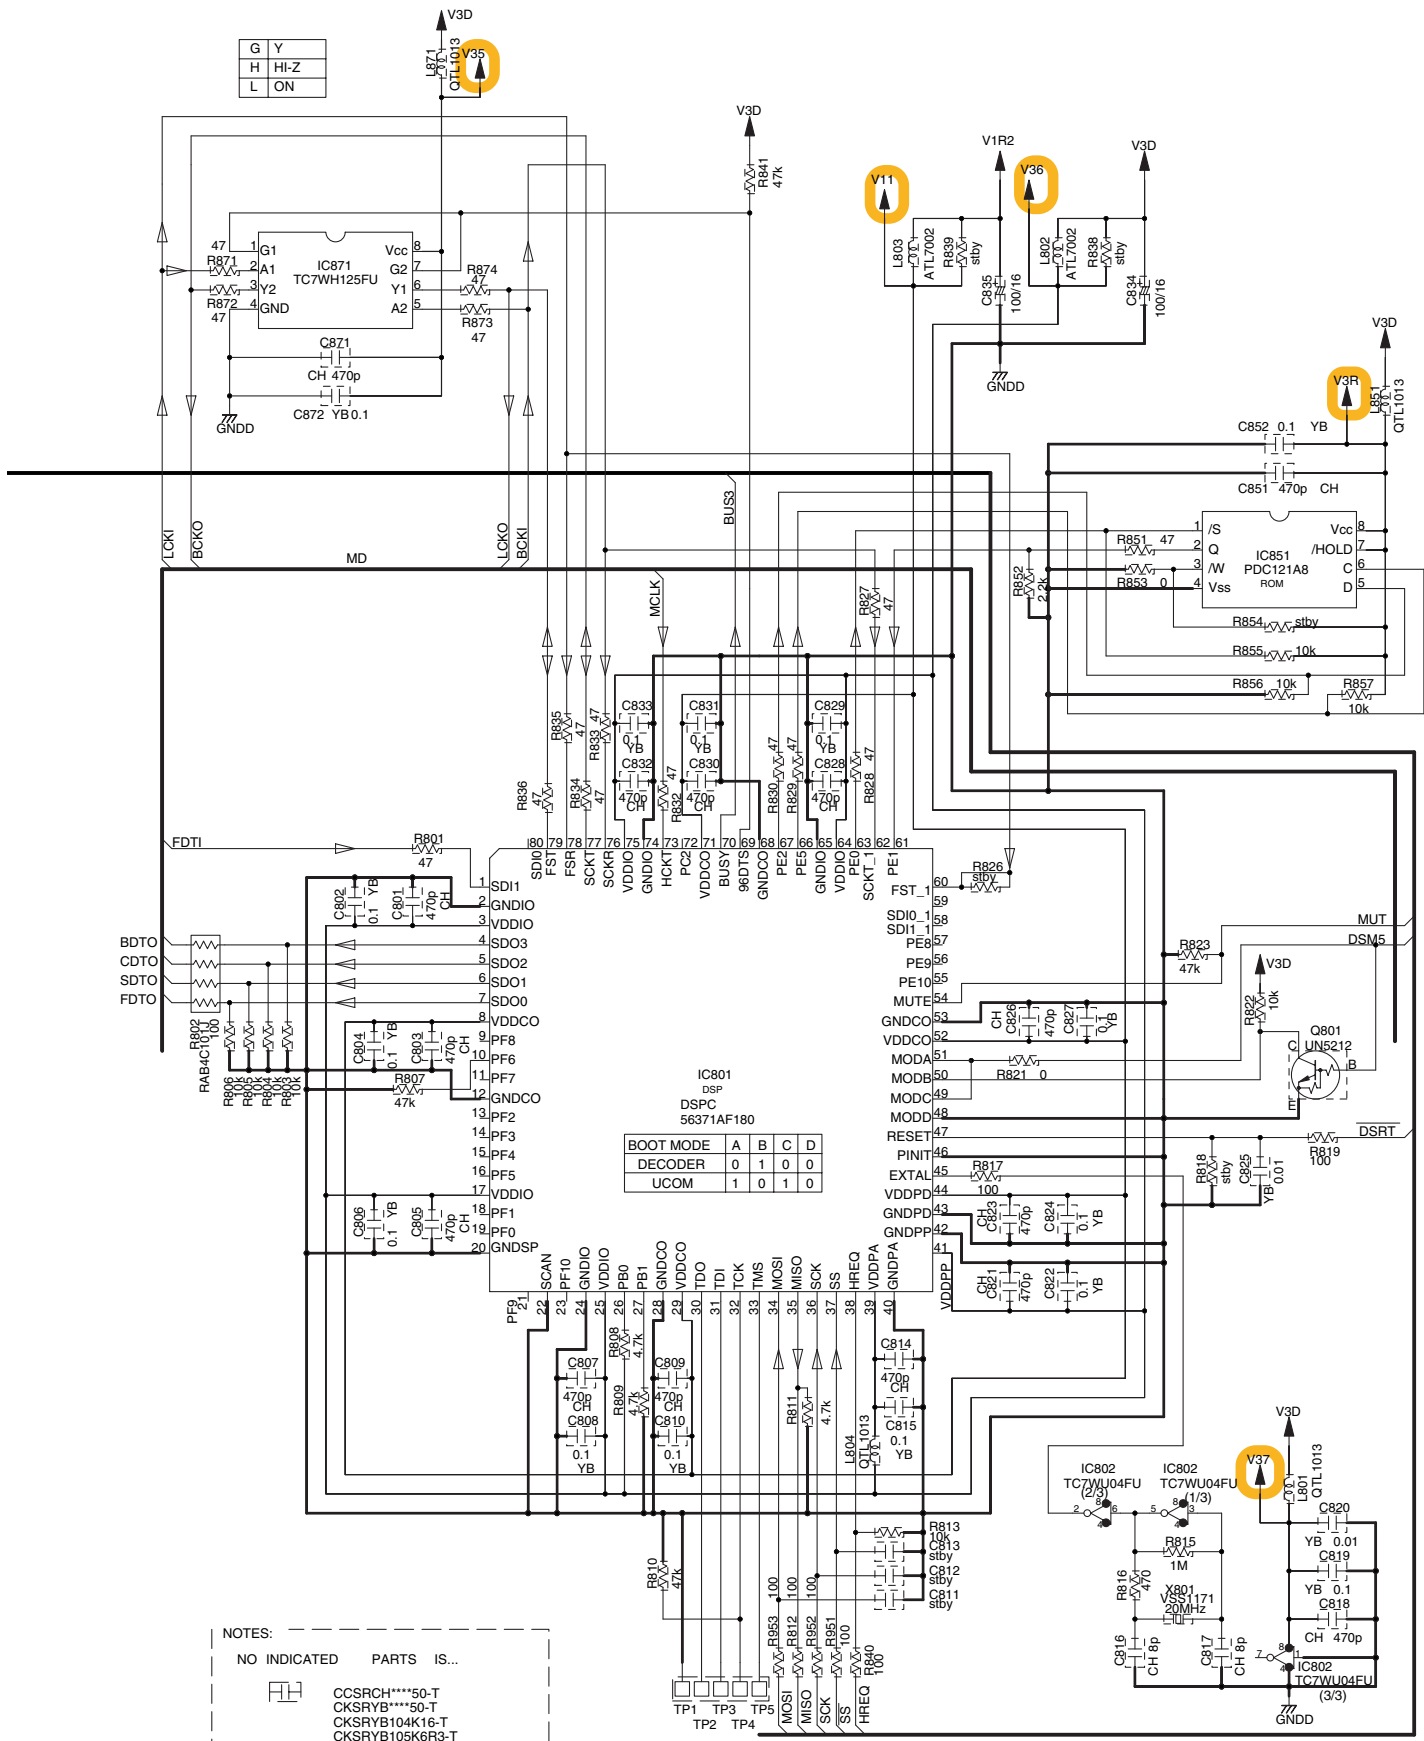 V3D
G Y
H HI-Z
L ON
L871
QTL1013
V35
V3D
R841
47k
V1R2
V3D
V11
V36
L803
ATL7002
R839
stby
L802
ATL7002
R838
stby
C835
100/16
C834
100/16
GNDD
47
R871
R872
47
1 G1
2 A1
3 Y2
4 GND
IC871
TC7WH125FU
Vcc 8
G2 7
Y1 6
A2 5
R874
47
R873
47
C871
CH 470p
C872 YB 0.1
GNDD
V3D
V3R
L851
QTL1013
C852 0.1 YB
C851 470p CH
LCKI
BCKO
MD
LCKO
BCKI
BUS3
MCLK
R827
47
R851 47
R852
2.2k
R853 0
1 /S
2 Q
3 /W
4 Vss
IC851
PDC121A8
ROM
Vcc 8
/HOLD 7
C 6
D 5
R854 stby
R855 10k
R856 10k
R857
10k
R836
47
R835
47
R834
47
R833 47
C833
0.1
YB
C832
470p
CH
R832
47
C831
0.1
YB
C830
470p
CH
R830
47
R829
47
C829
0.1
YB
C828
470p
CH
R828
47
80 79 78 77 76 75 74 73 72 71 70 69 68 67 66 65 64 63 62 61
SDI0
FST
FSR
SCKT
SCKR
VDDIO
GNDIO
HCKT
PC2
VDDCO
BUSY
96DTS
GNDCO
PE2
PE5
GNDIO
VDDIO
PE0
SCKT_1
PE1
FDTI
R801
47
C802
0.1 YB
C801
470p
CH
BDTO
CDTO
SDTO
FDTO
R802
RAB4C101J
100
R806
10k
R805
10k
R804
10k
R803
10k
C804
0.1 YB
C803
470p
CH
R807
47k
C806
0.1 YB
C805
470p
CH
1 SDI1
2 GNDIO
3 VDDIO
4 SDO3
5 SDO2
6 SDO1
7 SDO0
8 VDDCO
9 PF8
10 PF6
11 PF7
12 GNDCO
13 PF2
14 PF3
15 PF4
16 PF5
17 VDDIO
18 PF1
19 PF0
20 GNDSP
IC801
DSP
DSPC
56371AF180
BOOT MODE A B C D
DECODER 0 1 0 0
UCOM 1 0 1 0
FST_1 60
59
SDI0_1
58
SDI1_1
PE8 57
PE9 56
PE10 55
MUTE 54
GNDCO 53
VDDCO 52
MODA 51
MODB 50
MODC 49
MODD 48
RESET 47
PINIT 46
EXTAL 45
VDDPD 44
GNDPD 43
GNDPP 42
41
VDDPP
R826
stby
MUT
DSM5
R823
47k
V3D
R822
10k
Q801
UN5212
C
B
E
CH
C826
470p
C827
0.1
YB
R821 0
DSRT
R819
100
R818
stby
C825
0.01
YB
R817
100
CH
C823
470p
C824
0.1
YB
CH
C821
470p
C822
0.1
YB
PF9
21
22
23
24
25
26
27
28
29
30
31
32
33
34
35
36
37
38
39
40
SCAN
PF10
GNDIO
VDDIO
PB0
PB1
GNDCO
VDDCO
TDO
TDI
TCK
TMS
MOSI
MISO
SCK
SS
HREQ
VDDPA
GNDPA
C807
470p
CH
C808
0.1
YB
R808
4.7k
R809
4.7k
C809
470p
CH
C810
0.1
YB
R811
4.7k
C814
470p
CH
C815
0.1
YB
L804
QTL1013
R810
47k
R813
10k
C813
stby
C812
stby
C811
stby
R953
100
R812
100
R952
100
R951
100
R840
100
TP1
TP2
TP3
TP4
TP5
MOSI
MISO
SCK
SS
HREQ
IC802
TC7WU04FU
(2/3)
2 8 4 6
IC802
TC7WU04FU
(1/3)
5 8 4 3
R815
1M
R816
470
X801
VSS1171
20MHz
C816
CH 8p
C817
CH 8p
V3D
V37
L801
QTL1013
C820
YB 0.01
C819
YB 0.1
C818
CH 470p
7 8 4 1
IC802
TC7WU04FU
(3/3)
GNDD
NOTES:
NO INDICATED PARTS IS...
CCSRCH****50-T
CKSRYB****50-T
CKSRYB104K16-T
CKSRYB105K6R3-T